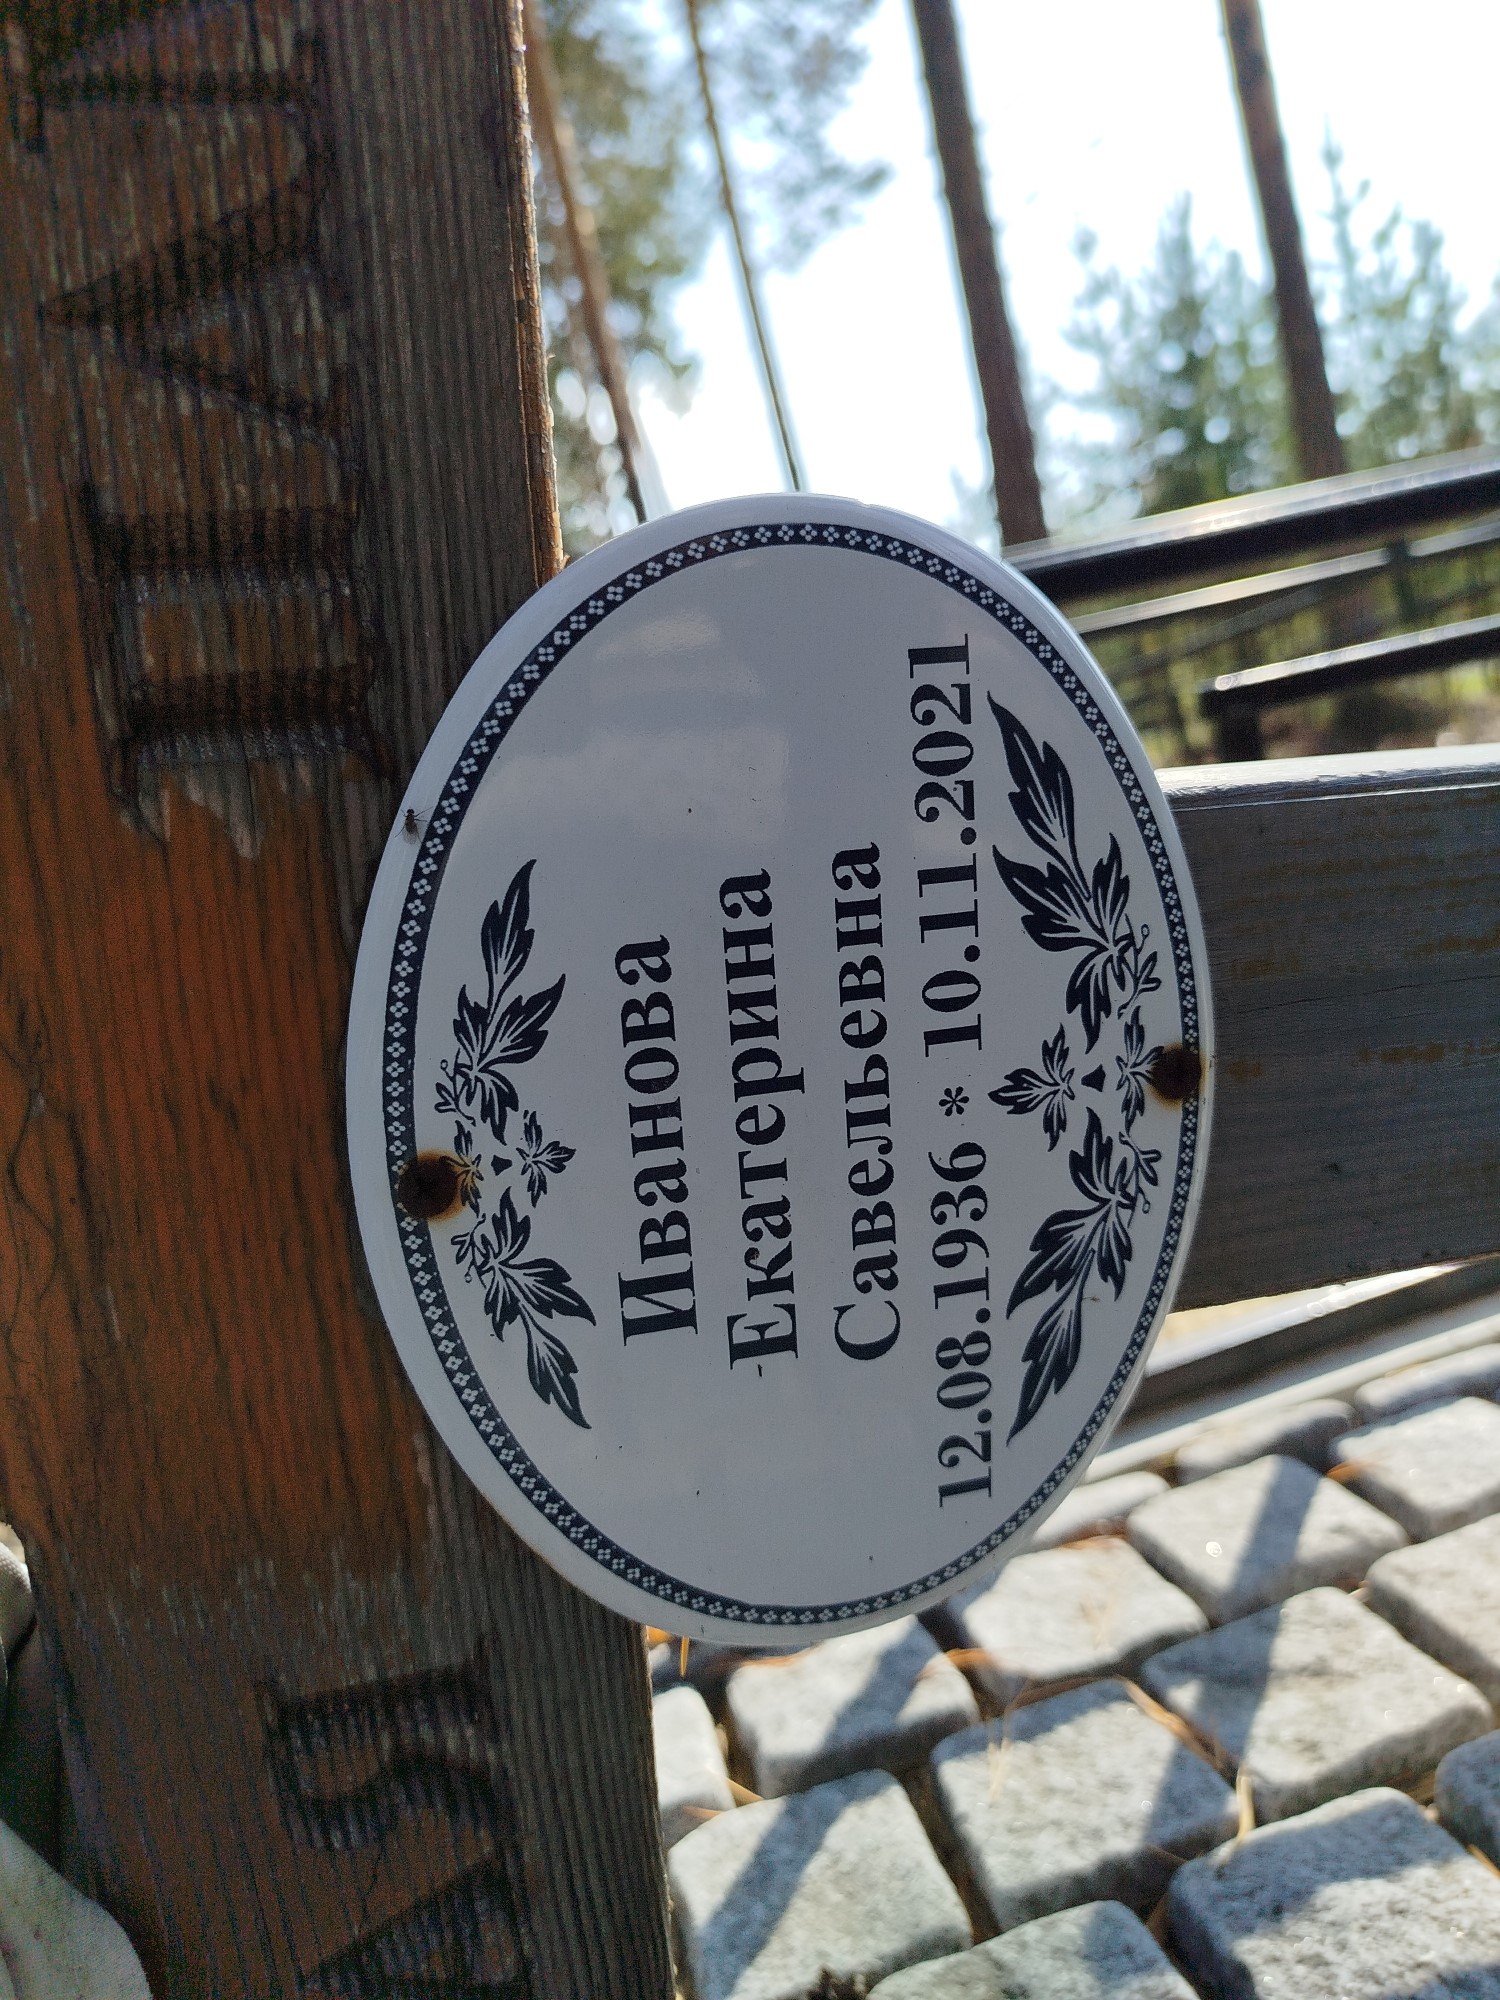 Иванова
Екатерина
Савельевна
12.08.1936 * 10.11.2021